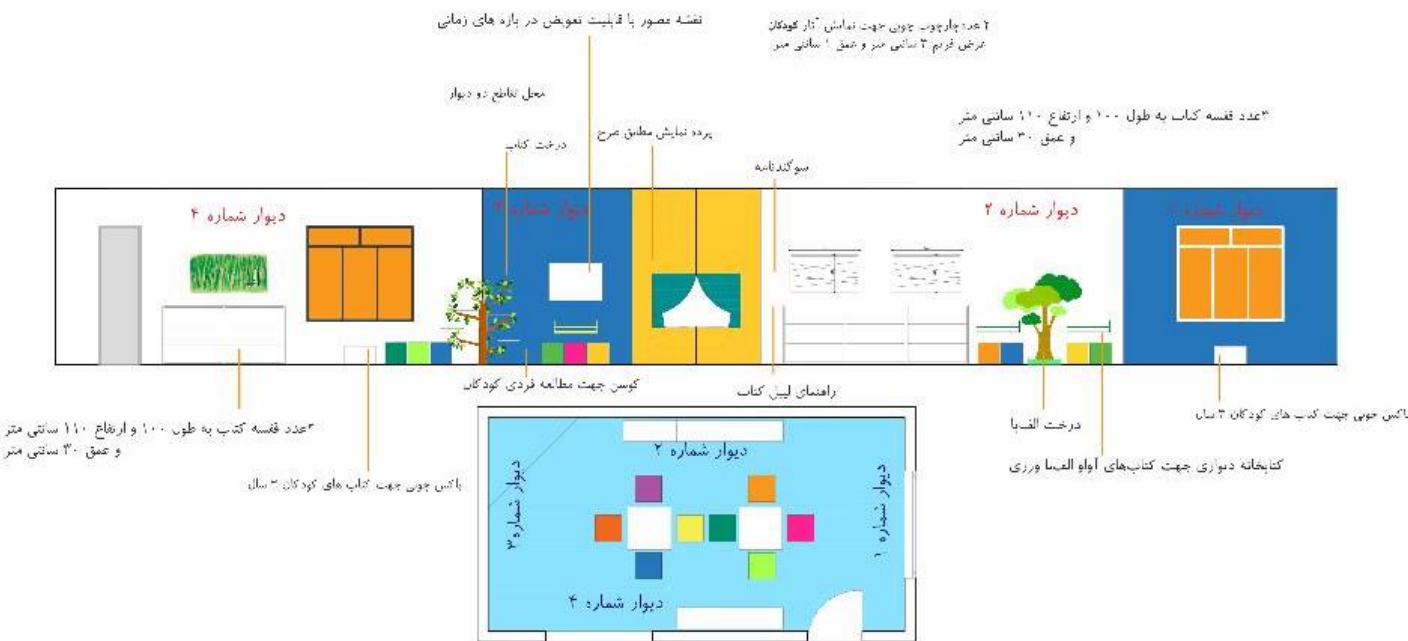 نقشه مصور با قابلیت تعویض در بازه های زمانی
۲ عدد چارچوب چوبی جهت نمایش آثار کودکان
عرض فریم ۳ سانتی متر و عمق ۱ سانتی متر
محل تقاطع دو دیوار
درخت کتاب
پرده نمایش مطابق طرح
سوگندنامه
۳عدد قفسه کتاب به طول ۱۰۰ و ارتفاع ۱۱۰ سانتی متر
و عمق ۳۰ سانتی متر
دیوار شماره ۴
دیوار شماره ۳
دیوار شماره ۲
دیوار شماره ۱
کوسن جهت مطالعه فردی کودکان
راهنمای لیبل کتاب
درخت الفبا
باکس چوبی جهت کتاب های کودکان ۳ سال
کتابخانه دیواری جهت کتاب‌های آواو الفبا ورزی
عدد قفسه کتاب به طول ۱۰۰ و ارتفاع ۱۱۰ سانتی متر
و عمق ۳۰ سانتی متر
باکس چوبی جهت کتاب های کودکان ۳ سال
دیوار شماره ۲
دیوار شماره ۳
دیوار شماره ۱
دیوار شماره ۴